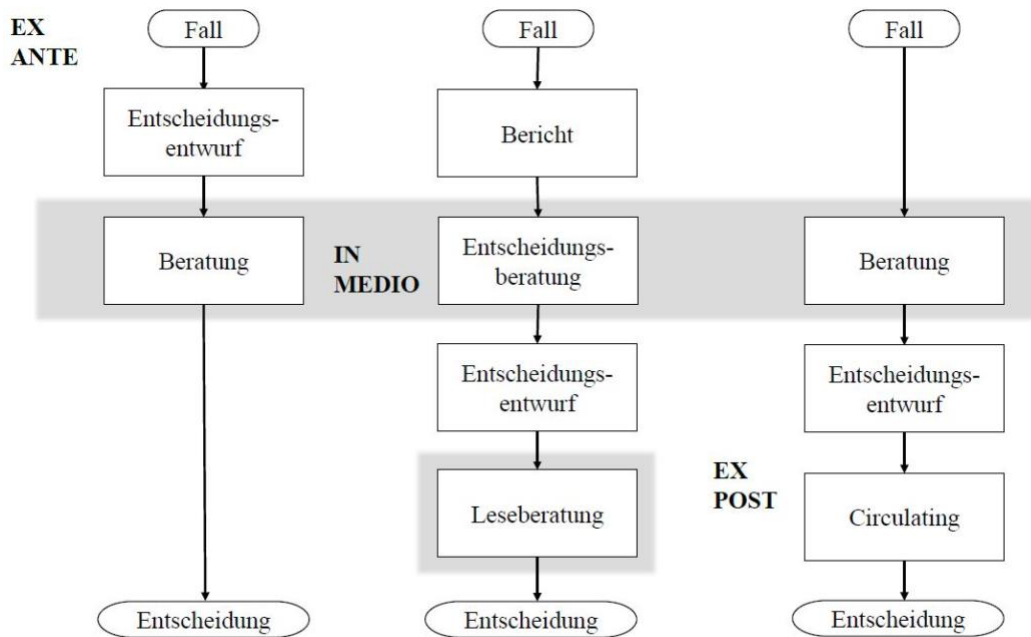 EX
ANTE
Fall
Entscheidungs-
entwurf
Beratung
Entscheidung
IN
MEDIO
Fall
Bericht
Entscheidungs-
beratung
Entscheidungs-
entwurf
Leseberatung
Entscheidung
EX
POST
Fall
Beratung
Entscheidungs-
entwurf
Circulating
Entscheidung